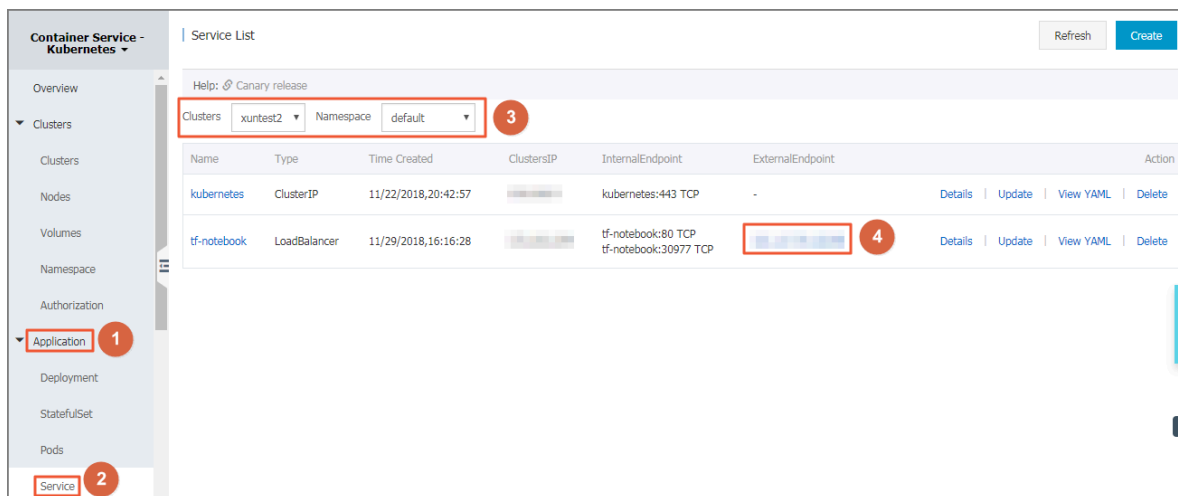 Container Service -
Kubernetes
Overview
Clusters
Clusters
Nodes
Volumes
Namespace
Authorization
Application 1
Deployment
StatefulSet
Pods
Service 2
Service List
Refresh Create
Help: Canary release
Clusters xuntest2 Namespace default 3
Name Type Time Created ClustersIP InternalEndpoint ExternalEndpoint Action
kubernetes ClusterIP 11/22/2018,20:42:57 kubernetes:443 TCP - Details | Update | View YAML | Delete
tf-notebook LoadBalancer 11/29/2018,16:16:28 tf-notebook:80 TCP 4 Details | Update | View YAML | Delete
tf-notebook:30977 TCP